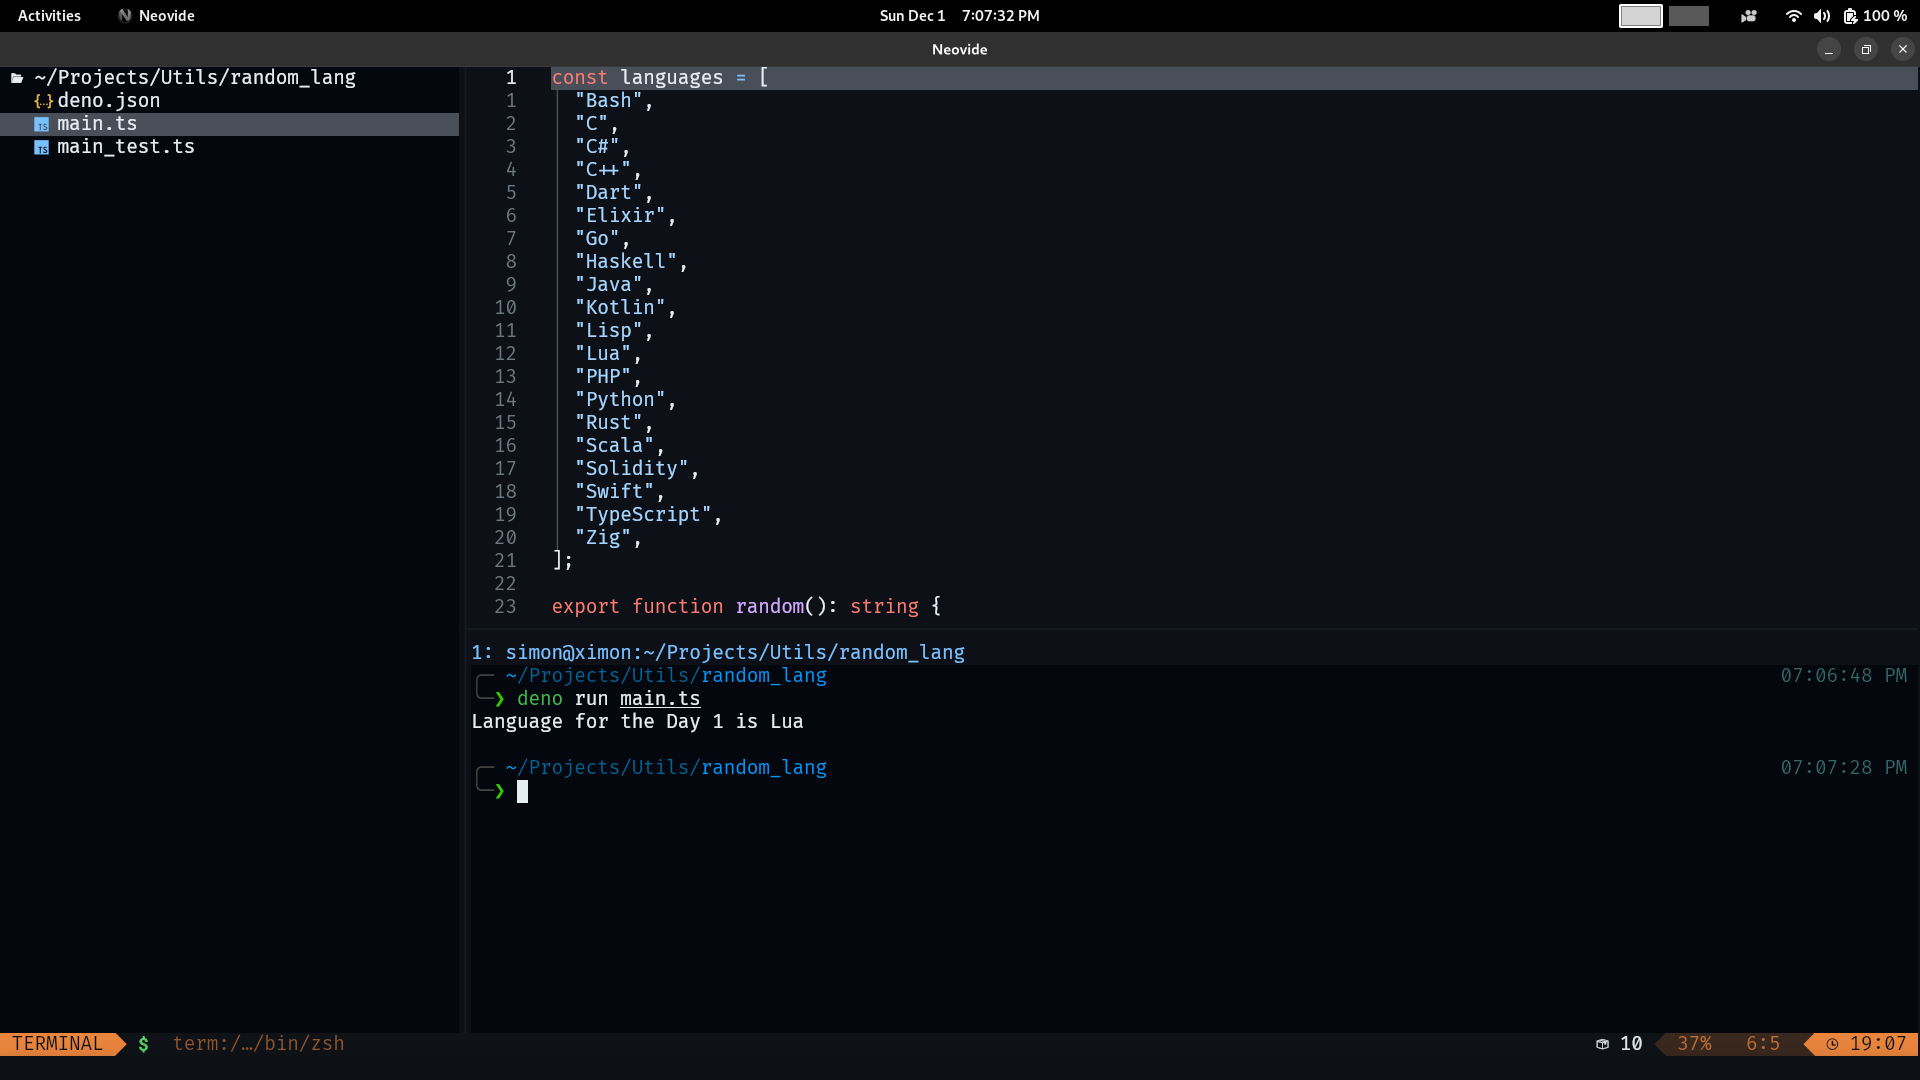 Activities Neovide Sun Dec 1 7:07:32 PM 100 %
Neovide
~/Projects/Utils/random_lang
{..} deno.json
TS main.ts
TS main_test.ts
1 const languages = [
1 "Bash",
2 "C",
3 "C#",
4 "C++",
5 "Dart",
6 "Elixir",
7 "Go",
8 "Haskell",
9 "Java",
10 "Kotlin",
11 "Lisp",
12 "Lua",
13 "PHP",
14 "Python",
15 "Rust",
16 "Scala",
17 "Solidity",
18 "Swift",
19 "TypeScript",
20 "Zig",
21 ];
22
23 export function random(): string {
1: simon@ximon:~/Projects/Utils/random_lang
~/Projects/Utils/random_lang 07:06:48 PM
❯ deno run main.ts
Language for the Day 1 is Lua
~/Projects/Utils/random_lang 07:07:28 PM
❯
TERMINAL $ term:/…/bin/zsh 10 37% 6:5 19:07